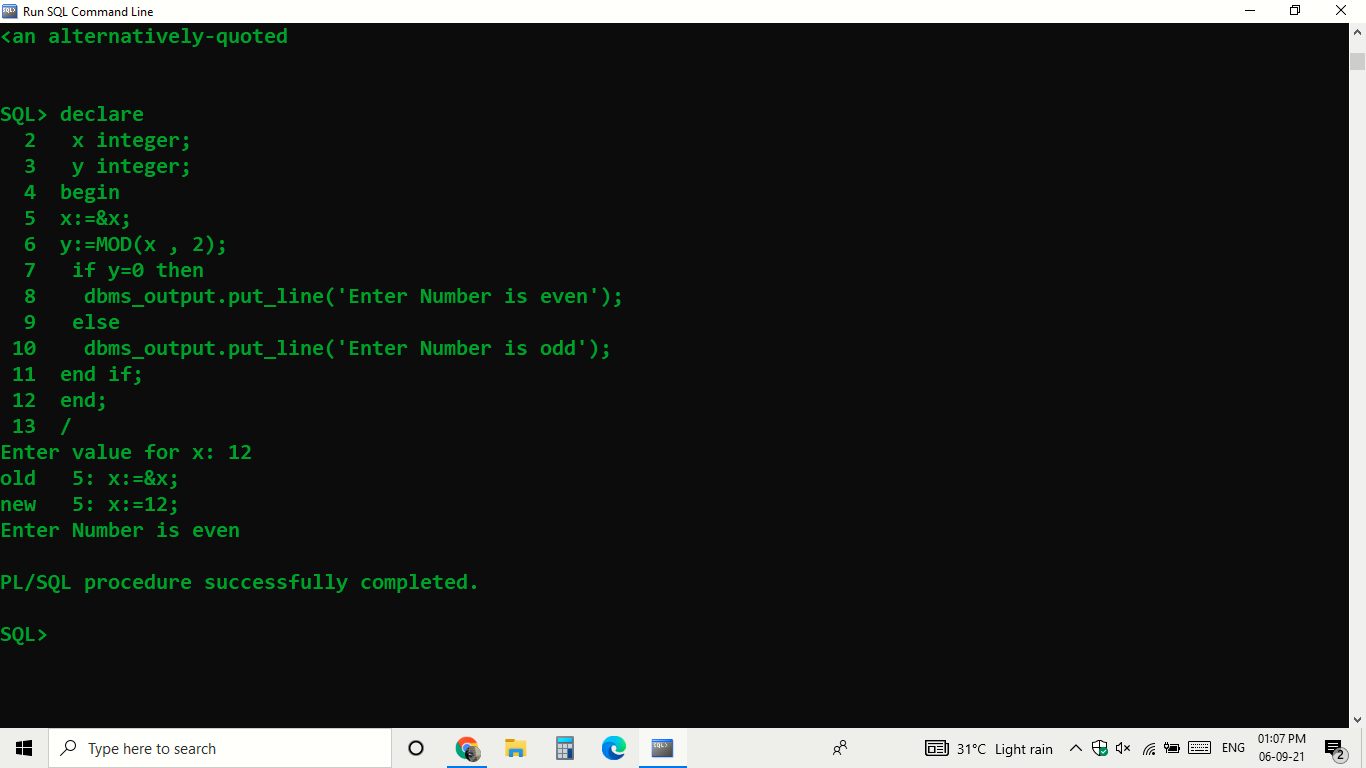 Run SQL Command Line
<an alternatively-quoted
SQL> declare
  2   x integer;
  3   y integer;
  4  begin
  5  x:=&x;
  6  y:=MOD(x , 2);
  7   if y=0 then
  8    dbms_output.put_line('Enter Number is even');
  9   else
 10    dbms_output.put_line('Enter Number is odd');
 11  end if;
 12  end;
 13  /
Enter value for x: 12
old   5: x:=&x;
new   5: x:=12;
Enter Number is even
PL/SQL procedure successfully completed.
SQL>
Type here to search
31°C Light rain
ENG
01:07 PM
06-09-21
2